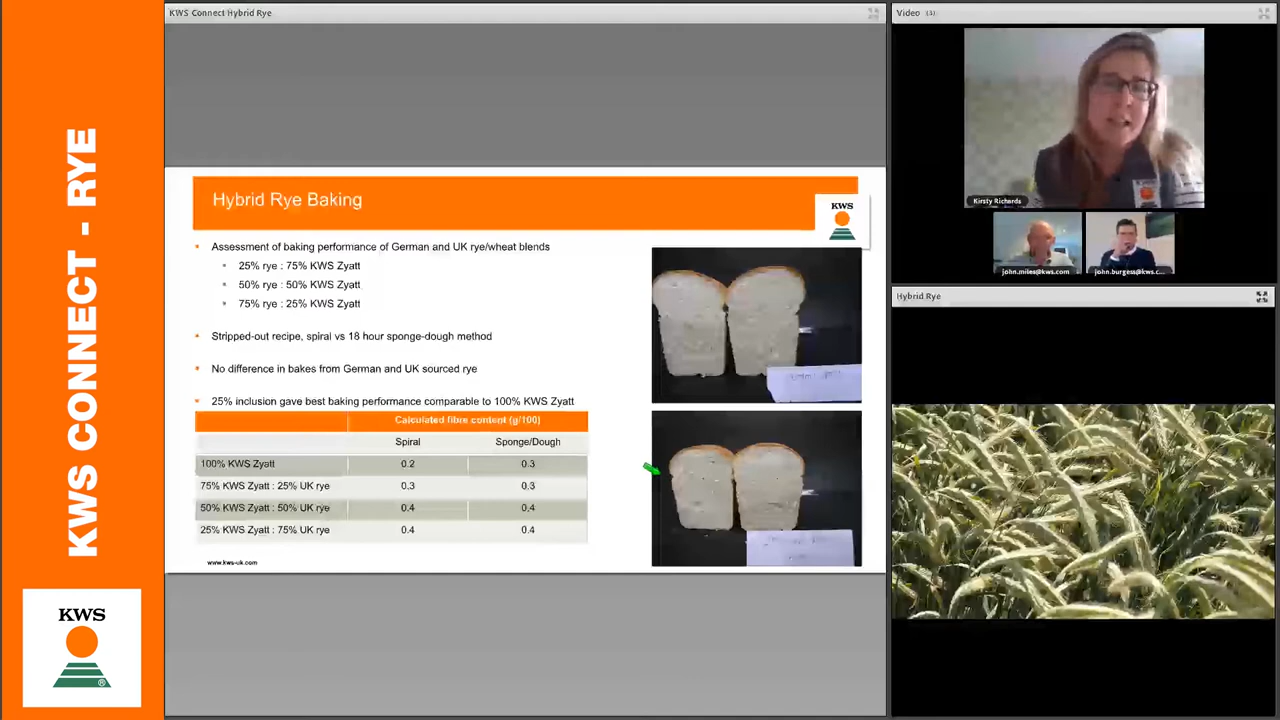 KWS CONNECT - RYE
KWS
®
KWS Connect Hybrid Rye
Hybrid Rye Baking
KWS
Assessment of baking performance of German and UK rye/wheat blends
25% rye : 75% KWS Zyatt
50% rye : 50% KWS Zyatt
75% rye : 25% KWS Zyatt
Stripped-out recipe, spiral vs 18 hour sponge-dough method
No difference in bakes from German and UK sourced rye
25% inclusion gave best baking performance comparable to 100% KWS Zyatt
Calculated fibre content (g/100)
Spiral Sponge/Dough
100% KWS Zyatt 0.2 0.3
75% KWS Zyatt : 25% UK rye 0.3 0.3
50% KWS Zyatt : 50% UK rye 0.4 0.4
25% KWS Zyatt : 75% UK rye 0.4 0.4
www.kws-uk.com
Video (3)
Kirsty Richards
john.miles@kws.com
john.burgess@kws.c...
Hybrid Rye